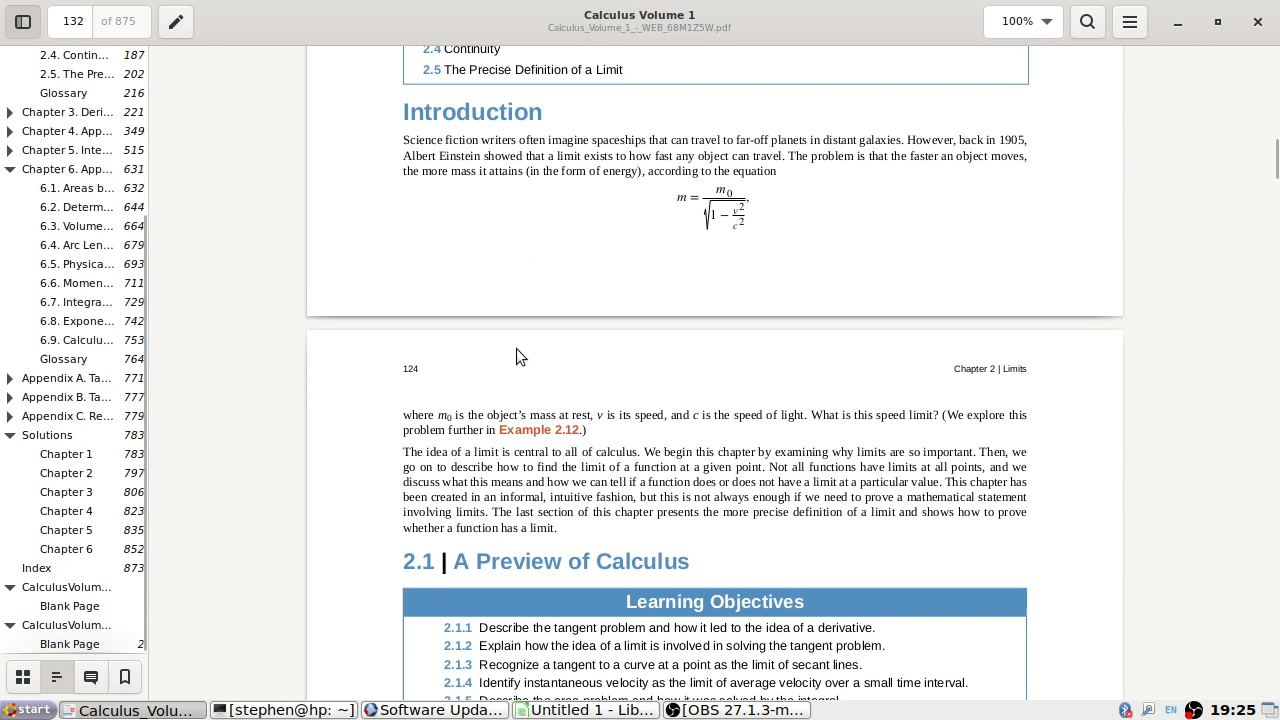 132
of 875
Calculus Volume 1
Calculus_Volume_1_-_WEB_68M1Z5W.pdf
100%
2.4. Contin... 187
2.5. The Pre... 202
Glossary 216
Chapter 3. Deri... 221
Chapter 4. App... 349
Chapter 5. Inte... 515
Chapter 6. App... 631
6.1. Areas b... 632
6.2. Determ... 644
6.3. Volume... 664
6.4. Arc Len... 679
6.5. Physica... 693
6.6. Momen... 711
6.7. Integra... 729
6.8. Expone... 742
6.9. Calculu... 753
Glossary 764
Appendix A. Ta... 771
Appendix B. Ta... 777
Appendix C. Re... 779
Solutions 783
Chapter 1 783
Chapter 2 797
Chapter 3 806
Chapter 4 823
Chapter 5 835
Chapter 6 852
Index 873
CalculusVolum...
Blank Page
CalculusVolum...
Blank Page 2
2.4 Continuity
2.5 The Precise Definition of a Limit
Introduction
Science fiction writers often imagine spaceships that can travel to far-off planets in distant galaxies. However, back in 1905,
Albert Einstein showed that a limit exists to how fast any object can travel. The problem is that the faster an object moves,
the more mass it attains (in the form of energy), according to the equation
m = m₀ / √(1 − v²/c²),
124 Chapter 2 | Limits
where m₀ is the object’s mass at rest, v is its speed, and c is the speed of light. What is this speed limit? (We explore this
problem further in Example 2.12.)
The idea of a limit is central to all of calculus. We begin this chapter by examining why limits are so important. Then, we
go on to describe how to find the limit of a function at a given point. Not all functions have limits at all points, and we
discuss what this means and how we can tell if a function does or does not have a limit at a particular value. This chapter has
been created in an informal, intuitive fashion, but this is not always enough if we need to prove a mathematical statement
involving limits. The last section of this chapter presents the more precise definition of a limit and shows how to prove
whether a function has a limit.
2.1 | A Preview of Calculus
Learning Objectives
2.1.1 Describe the tangent problem and how it led to the idea of a derivative.
2.1.2 Explain how the idea of a limit is involved in solving the tangent problem.
2.1.3 Recognize a tangent to a curve at a point as the limit of secant lines.
2.1.4 Identify instantaneous velocity as the limit of average velocity over a small time interval.
2.1.5 Describe the area problem and how it was solved by the integral.
start
Calculus_Volu...
[stephen@hp: ~]
Software Upda...
Untitled 1 - Lib...
[OBS 27.1.3-m...
EN
19:25